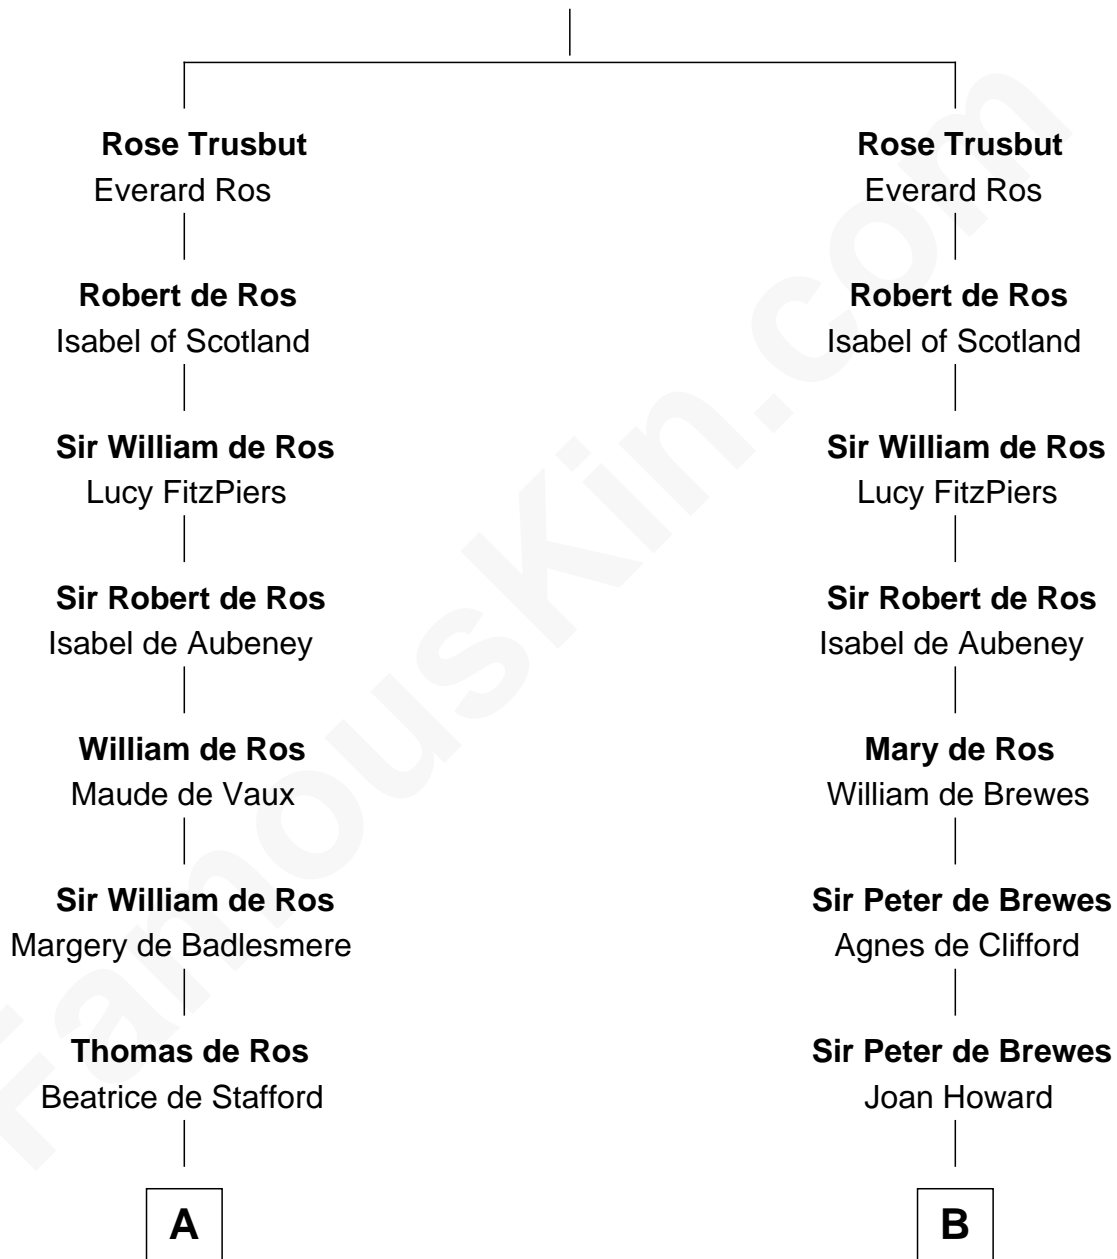 Rose Trusbut
Everard Ros
Robert de Ros
Isabel of Scotland
Sir William de Ros
Lucy FitzPiers
Sir Robert de Ros
Isabel de Aubeney
William de Ros
Maude de Vaux
Sir William de Ros
Margery de Badlesmere
Thomas de Ros
Beatrice de Stafford
A
Rose Trusbut
Everard Ros
Robert de Ros
Isabel of Scotland
Sir William de Ros
Lucy FitzPiers
Sir Robert de Ros
Isabel de Aubeney
Mary de Ros
William de Brewes
Sir Peter de Brewes
Agnes de Clifford
Sir Peter de Brewes
Joan Howard
B
FamousKin.com